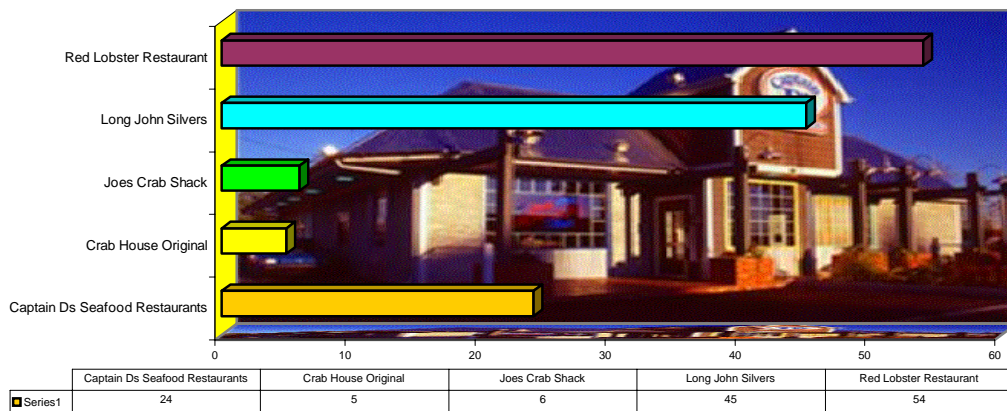 Red Lobster Restaurant
Long John Silvers
Joes Crab Shack
Crab House Original
Captain Ds Seafood Restaurants
0 10 20 30 40 50 60
Captain Ds Seafood Restaurants Crab House Original Joes Crab Shack Long John Silvers Red Lobster Restaurant
Series1 24 5 6 45 54